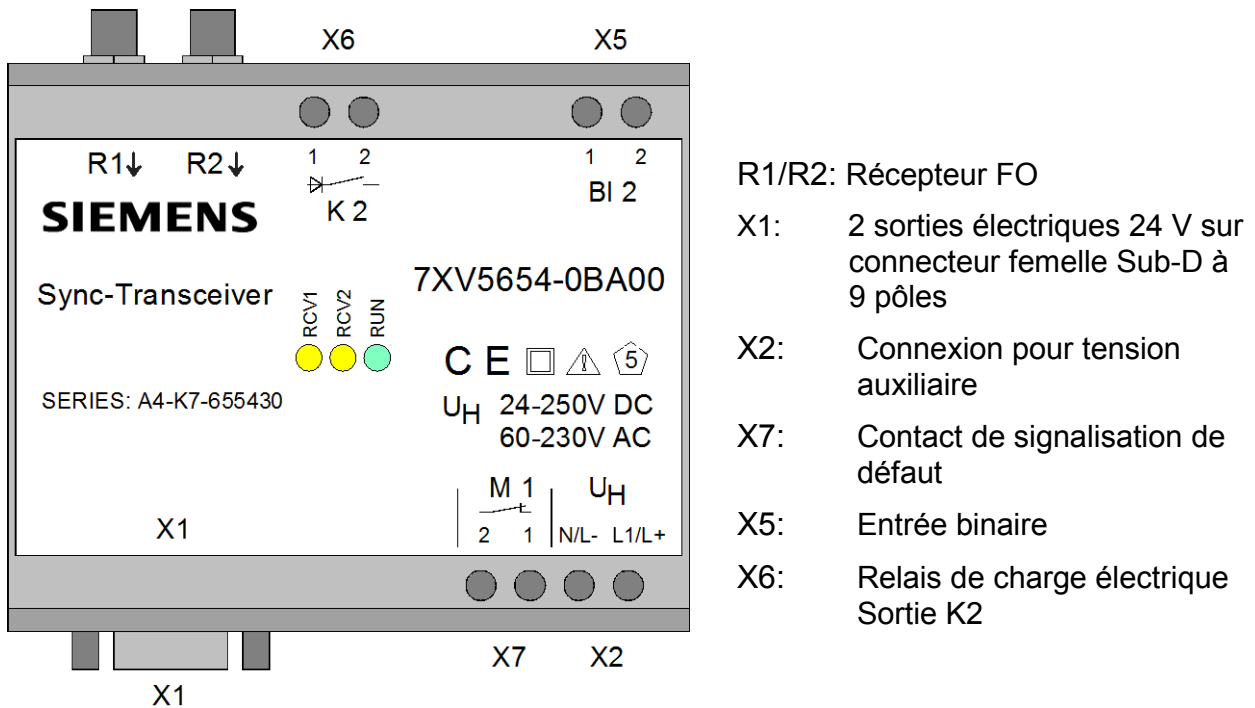 X6 X5
R1↓ R2↓ 1 2 1 2
K 2 BI 2
SIEMENS
Sync-Transceiver
7XV5654-0BA00
RCV1 RCV2 RUN
C E 5
SERIES: A4-K7-655430
UH 24-250V DC
60-230V AC
M 1 UH
2 1 N/L- L1/L+
X1
X7 X2
X1
R1/R2: Récepteur FO
X1: 2 sorties électriques 24 V sur
connecteur femelle Sub-D à
9 pôles
X2: Connexion pour tension
auxiliaire
X7: Contact de signalisation de
défaut
X5: Entrée binaire
X6: Relais de charge électrique
Sortie K2